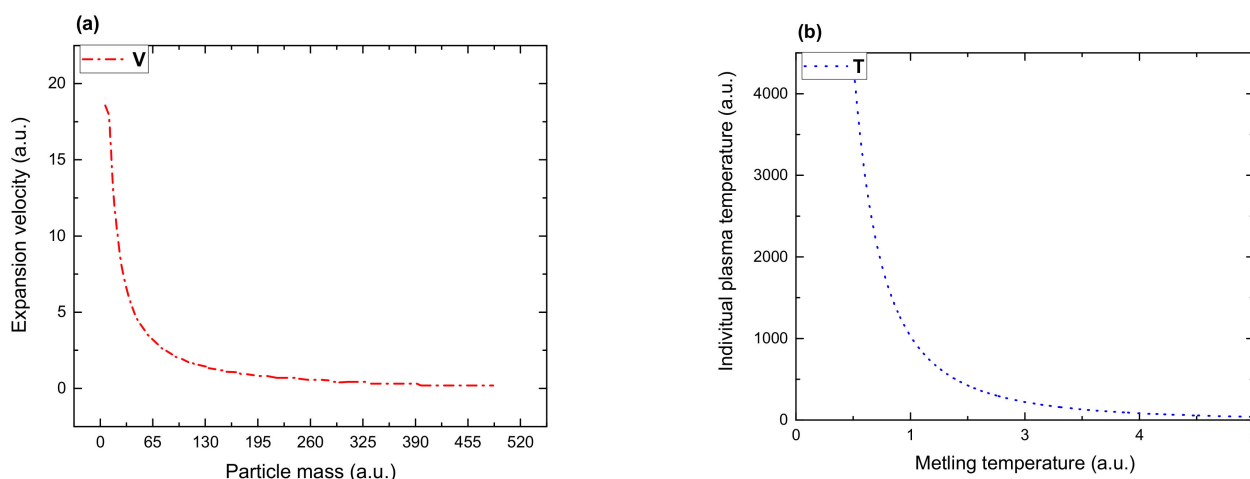 (a)
V
20
15
10
5
0
Expansion velocity (a.u.)
0 65 130 195 260 325 390 455 520
Particle mass (a.u.)
(b)
T
4000
3000
2000
1000
0
Indivitual plasma temperature (a.u.)
0 1 3 4
Metling temperature (a.u.)